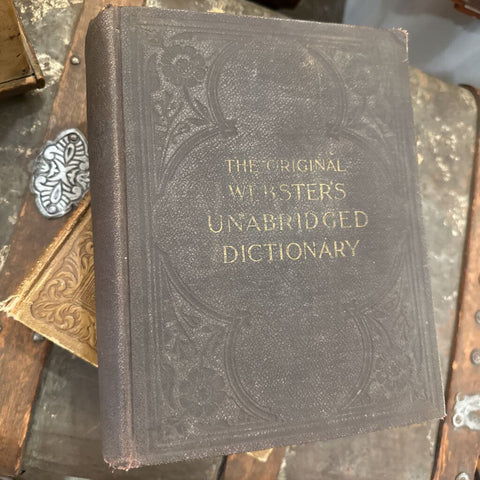 THE "ORIGINAL"
WEBSTER'S
UNABRIDGED
DICTIONARY